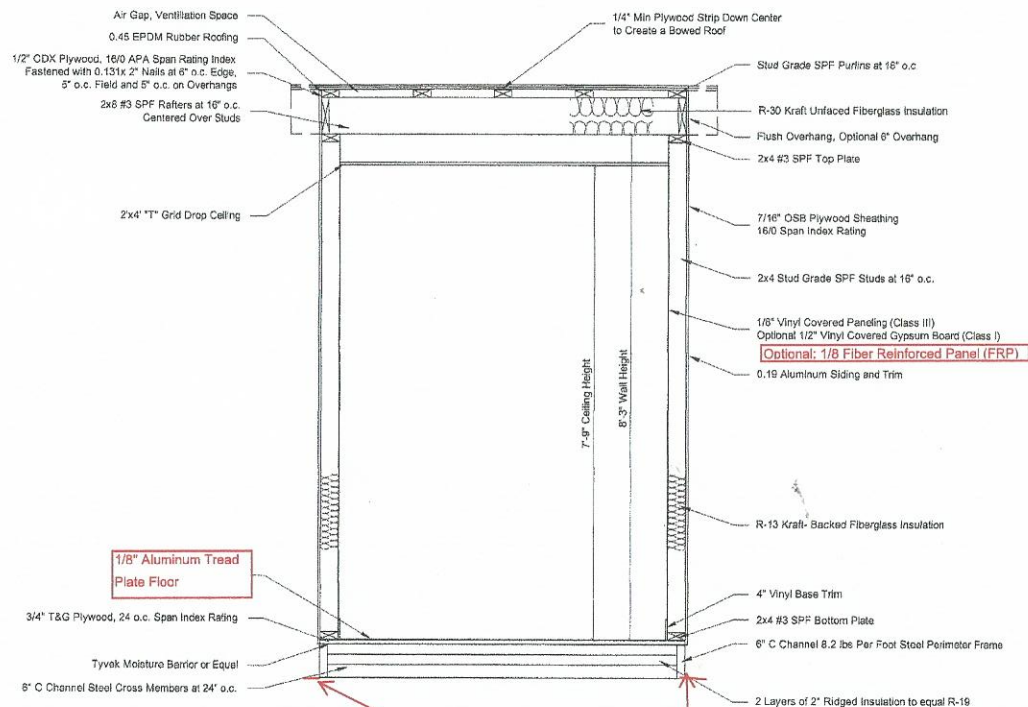 Air Gap, Ventillation Space
0.45 EPDM Rubber Roofing
1/2" CDX Plywood, 16/0 APA Span Rating Index
Fastened with 0.131x 2" Nails at 6" o.c. Edge,
5" o.c. Field and 5" o.c. on Overhangs
2x8 #3 SPF Rafters at 16" o.c.
Centered Over Studs
2'x4' "T" Grid Drop Ceiling
1/8" Aluminum Tread
Plate Floor
3/4" T&G Plywood, 24 o.c. Span Index Rating
Tyvek Moisture Barrier or Equal
6" C Channel Steel Cross Members at 24" o.c.
7'-9" Ceiling Height
8'-3" Wall Height
1/4" Min Plywood Strip Down Center
to Create a Bowed Roof
Stud Grade SPF Purlins at 16" o.c
R-30 Kraft Unfaced Fiberglass Insulation
Flush Overhang, Optional 6" Overhang
2x4 #3 SPF Top Plate
7/16" OSB Plywood Sheathing
16/0 Span Index Rating
2x4 Stud Grade SPF Studs at 16" o.c.
1/8" Vinyl Covered Paneling (Class III)
Optional 1/2" Vinyl Covered Gypsum Board (Class I)
Optional: 1/8 Fiber Reinforced Panel (FRP)
0.19 Aluminum Siding and Trim
R-13 Kraft- Backed Fiberglass Insulation
4" Vinyl Base Trim
2x4 #3 SPF Bottom Plate
6" C Channel 8.2 lbs Per Foot Steel Perimeter Frame
2 Layers of 2" Ridged Insulation to equal R-19